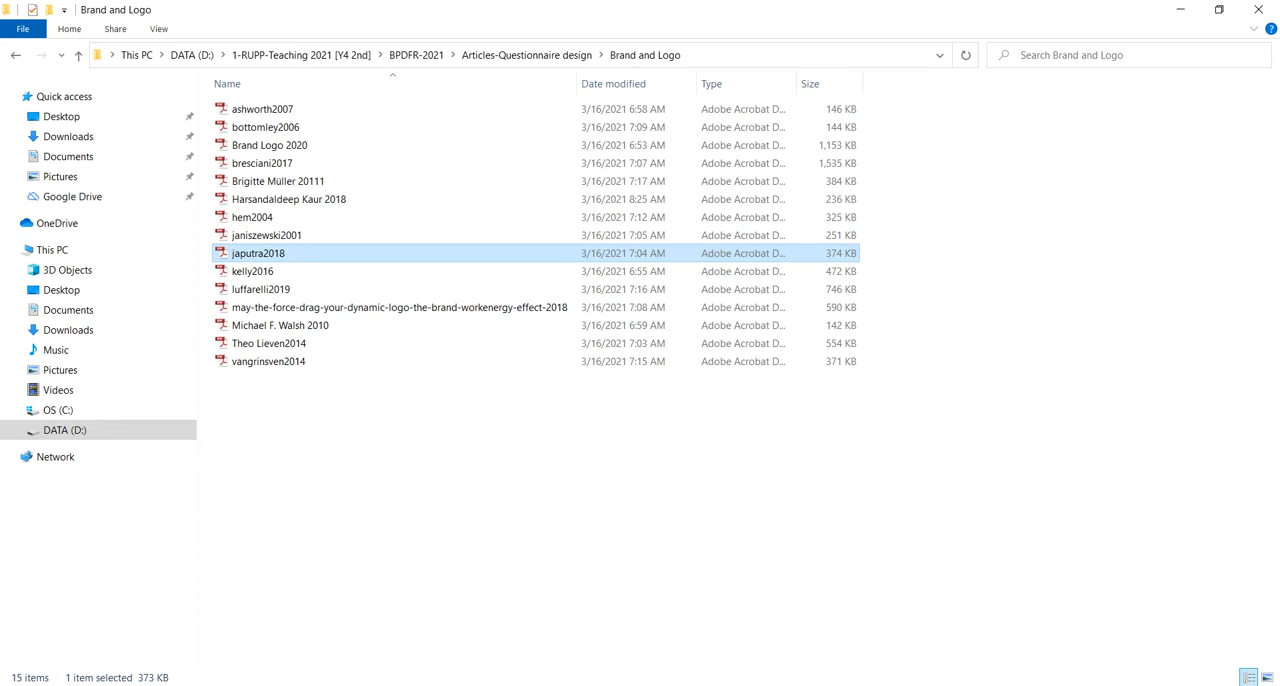 Brand and Logo
File Home Share View
This PC DATA (D:) 1-RUPP-Teaching 2021 [Y4 2nd] BPDFR-2021 Articles-Questionnaire design Brand and Logo Search Brand and Logo
Name Date modified Type Size
Quick access
Desktop
Downloads
Documents
Pictures
Google Drive
OneDrive
This PC
3D Objects
Desktop
Documents
Downloads
Music
Pictures
Videos
OS (C:)
DATA (D:)
Network
ashworth2007 3/16/2021 6:58 AM Adobe Acrobat D... 146 KB
bottomley2006 3/16/2021 7:09 AM Adobe Acrobat D... 144 KB
Brand Logo 2020 3/16/2021 6:53 AM Adobe Acrobat D... 1,153 KB
bresciani2017 3/16/2021 7:07 AM Adobe Acrobat D... 1,535 KB
Brigitte Müller 20111 3/16/2021 7:17 AM Adobe Acrobat D... 384 KB
Harsandaldeep Kaur 2018 3/16/2021 8:25 AM Adobe Acrobat D... 236 KB
hem2004 3/16/2021 7:12 AM Adobe Acrobat D... 325 KB
janiszewski2001 3/16/2021 7:05 AM Adobe Acrobat D... 251 KB
japutra2018 3/16/2021 7:04 AM Adobe Acrobat D... 374 KB
kelly2016 3/16/2021 6:55 AM Adobe Acrobat D... 472 KB
luffarelli2019 3/16/2021 7:16 AM Adobe Acrobat D... 746 KB
may-the-force-drag-your-dynamic-logo-the-brand-workenergy-effect-2018 3/16/2021 7:08 AM Adobe Acrobat D... 590 KB
Michael F. Walsh 2010 3/16/2021 6:59 AM Adobe Acrobat D... 142 KB
Theo Lieven2014 3/16/2021 7:03 AM Adobe Acrobat D... 554 KB
vangrinsven2014 3/16/2021 7:15 AM Adobe Acrobat D... 371 KB
15 items 1 item selected 373 KB